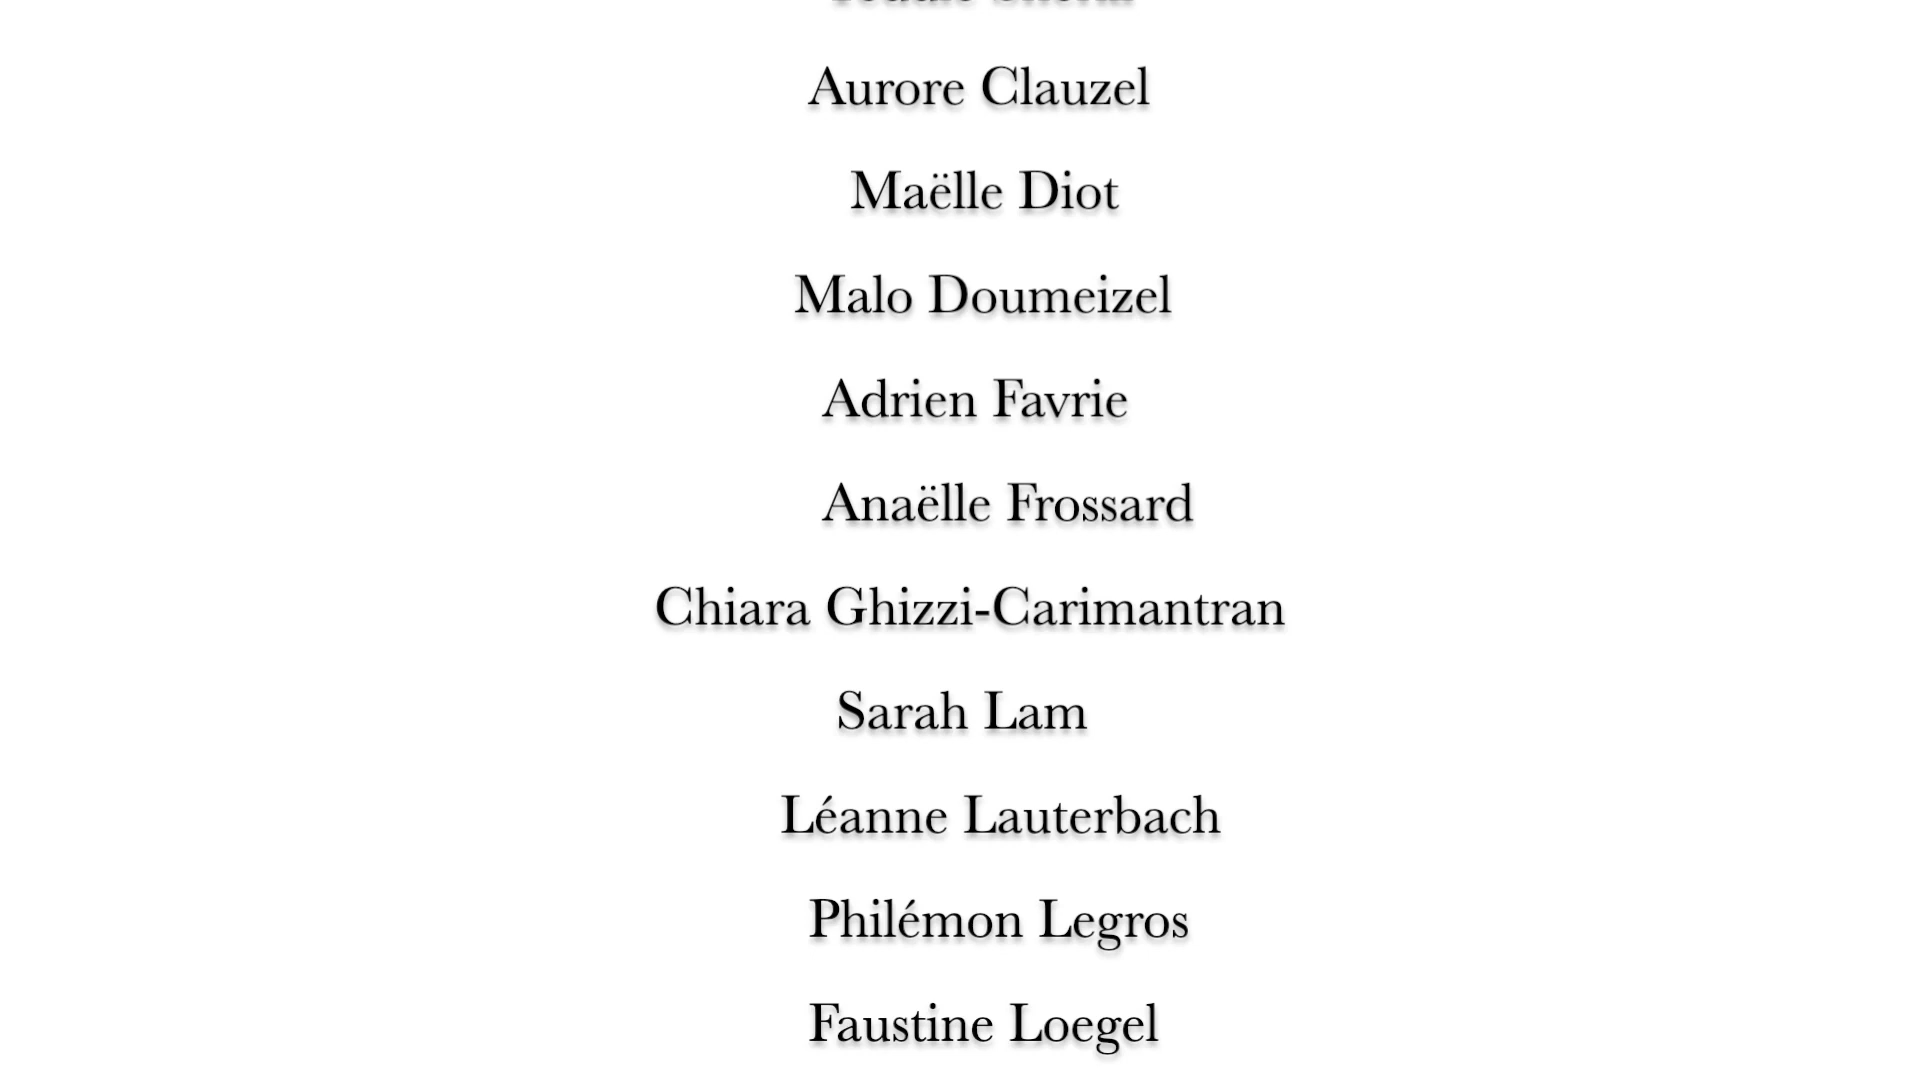 Aurore Clauzel
Maëlle Diot
Malo Doumeizel
Adrien Favrie
Anaëlle Frossard
Chiara Ghizzi-Carimantran
Sarah Lam
Léanne Lauterbach
Philémon Legros
Faustine Loegel